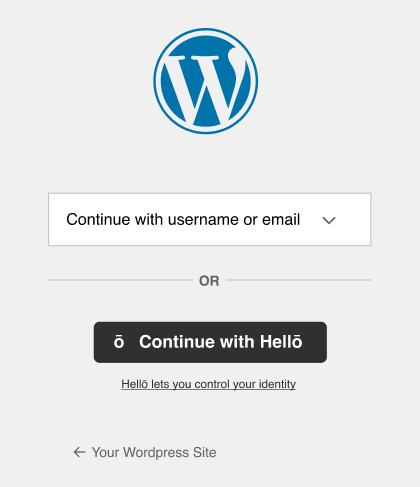 Continue with username or email
OR
ō Continue with Hellō
Hellō lets you control your identity
← Your Wordpress Site